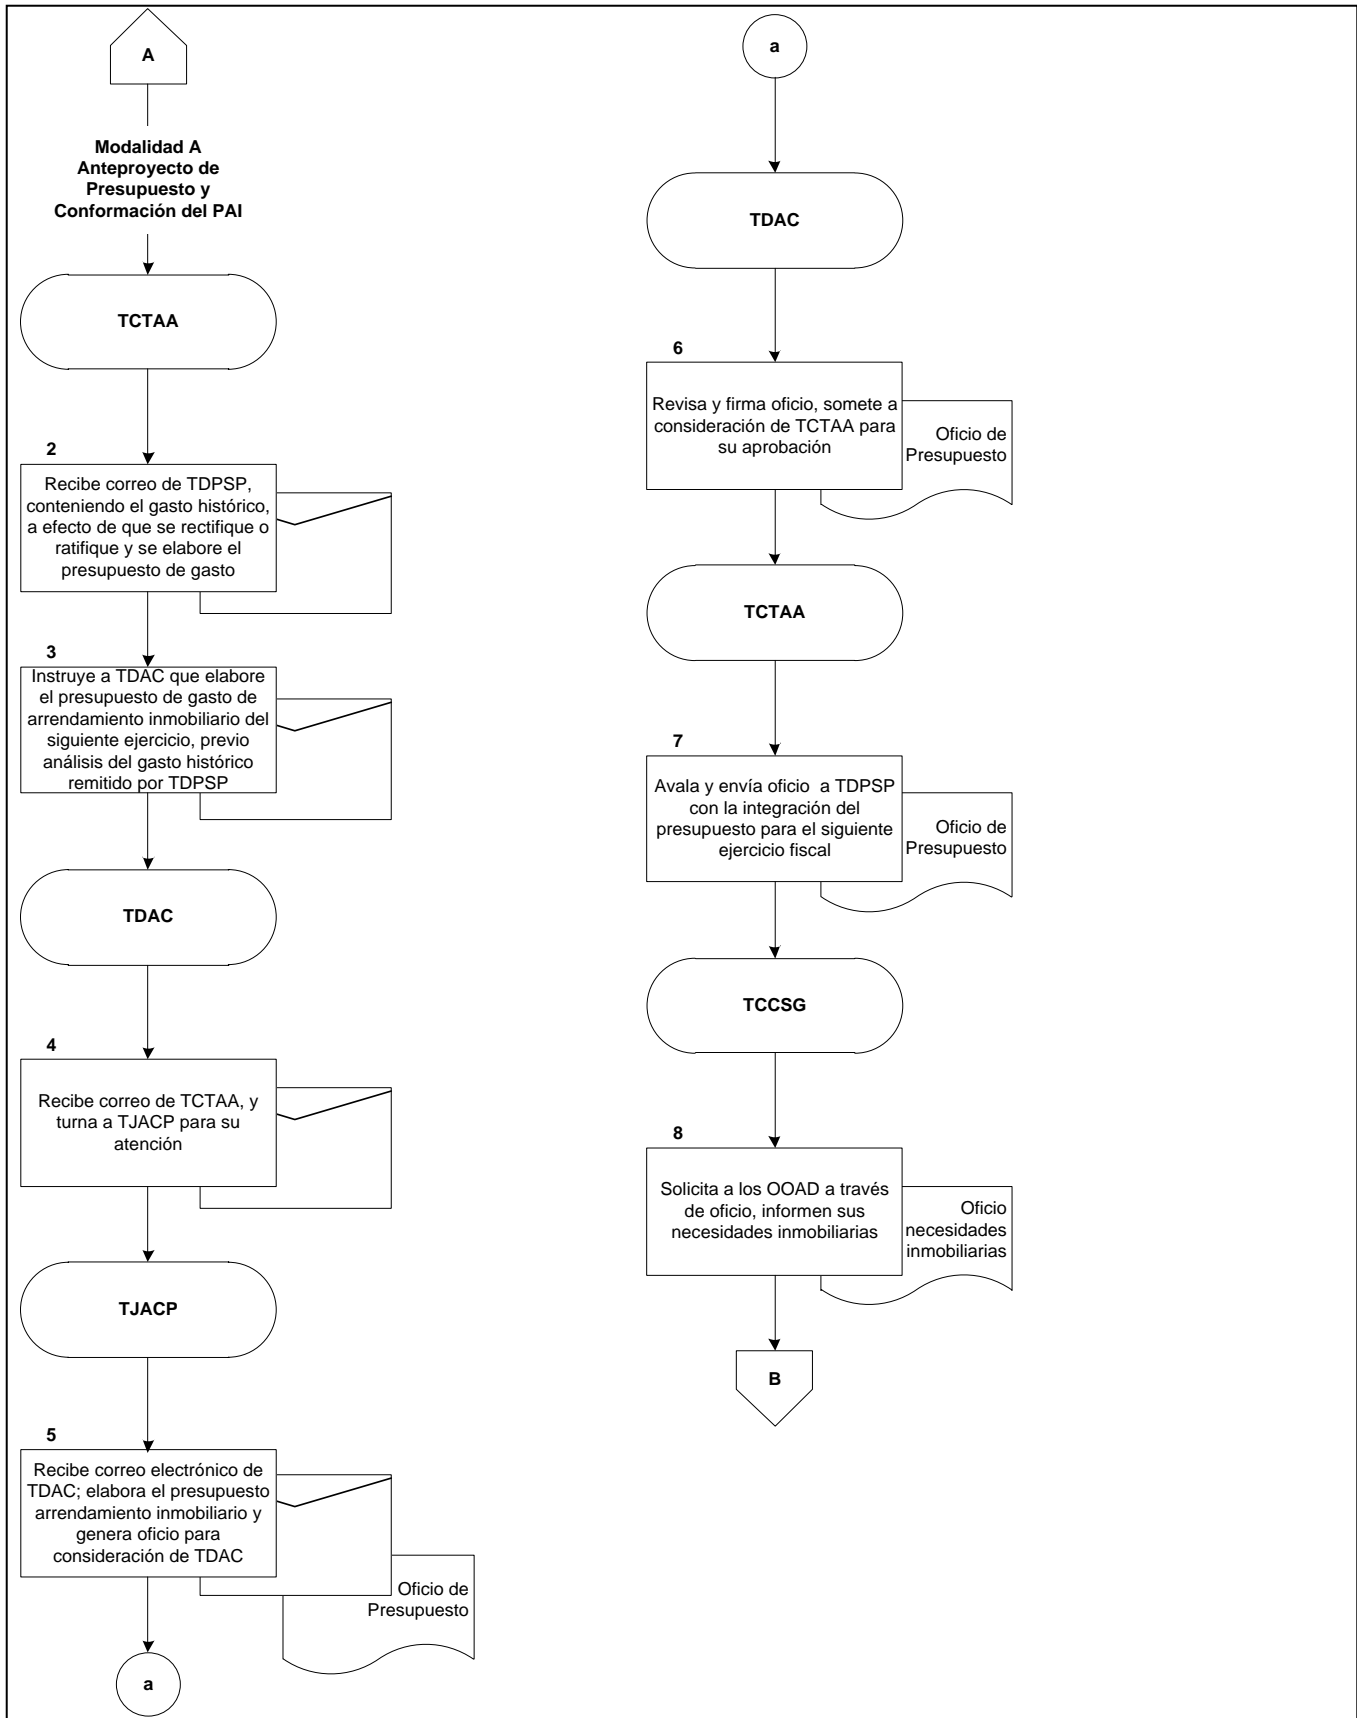 A
Modalidad A
Anteproyecto de
Presupuesto y
Conformación del PAI
TCTAA
2
Recibe correo de TDPSP,
conteniendo el gasto histórico,
a efecto de que se rectifique o
ratifique y se elabore el
presupuesto de gasto
3
Instruye a TDAC que elabore
el presupuesto de gasto de
arrendamiento inmobiliario del
siguiente ejercicio, previo
análisis del gasto histórico
remitido por TDPSP
TDAC
4
Recibe correo de TCTAA, y
turna a TJACP para su
atención
TJACP
5
Recibe correo electrónico de
TDAC; elabora el presupuesto
arrendamiento inmobiliario y
genera oficio para
consideración de TDAC
Oficio de
Presupuesto
a
a
TDAC
6
Revisa y firma oficio, somete a
consideración de TCTAA para
su aprobación
Oficio de
Presupuesto
TCTAA
7
Avala y envía oficio  a TDPSP
con la integración del
presupuesto para el siguiente
ejercicio fiscal
Oficio de
Presupuesto
TCCSG
8
Solicita a los OOAD a través
de oficio, informen sus
necesidades inmobiliarias
Oficio
necesidades
inmobiliarias
B